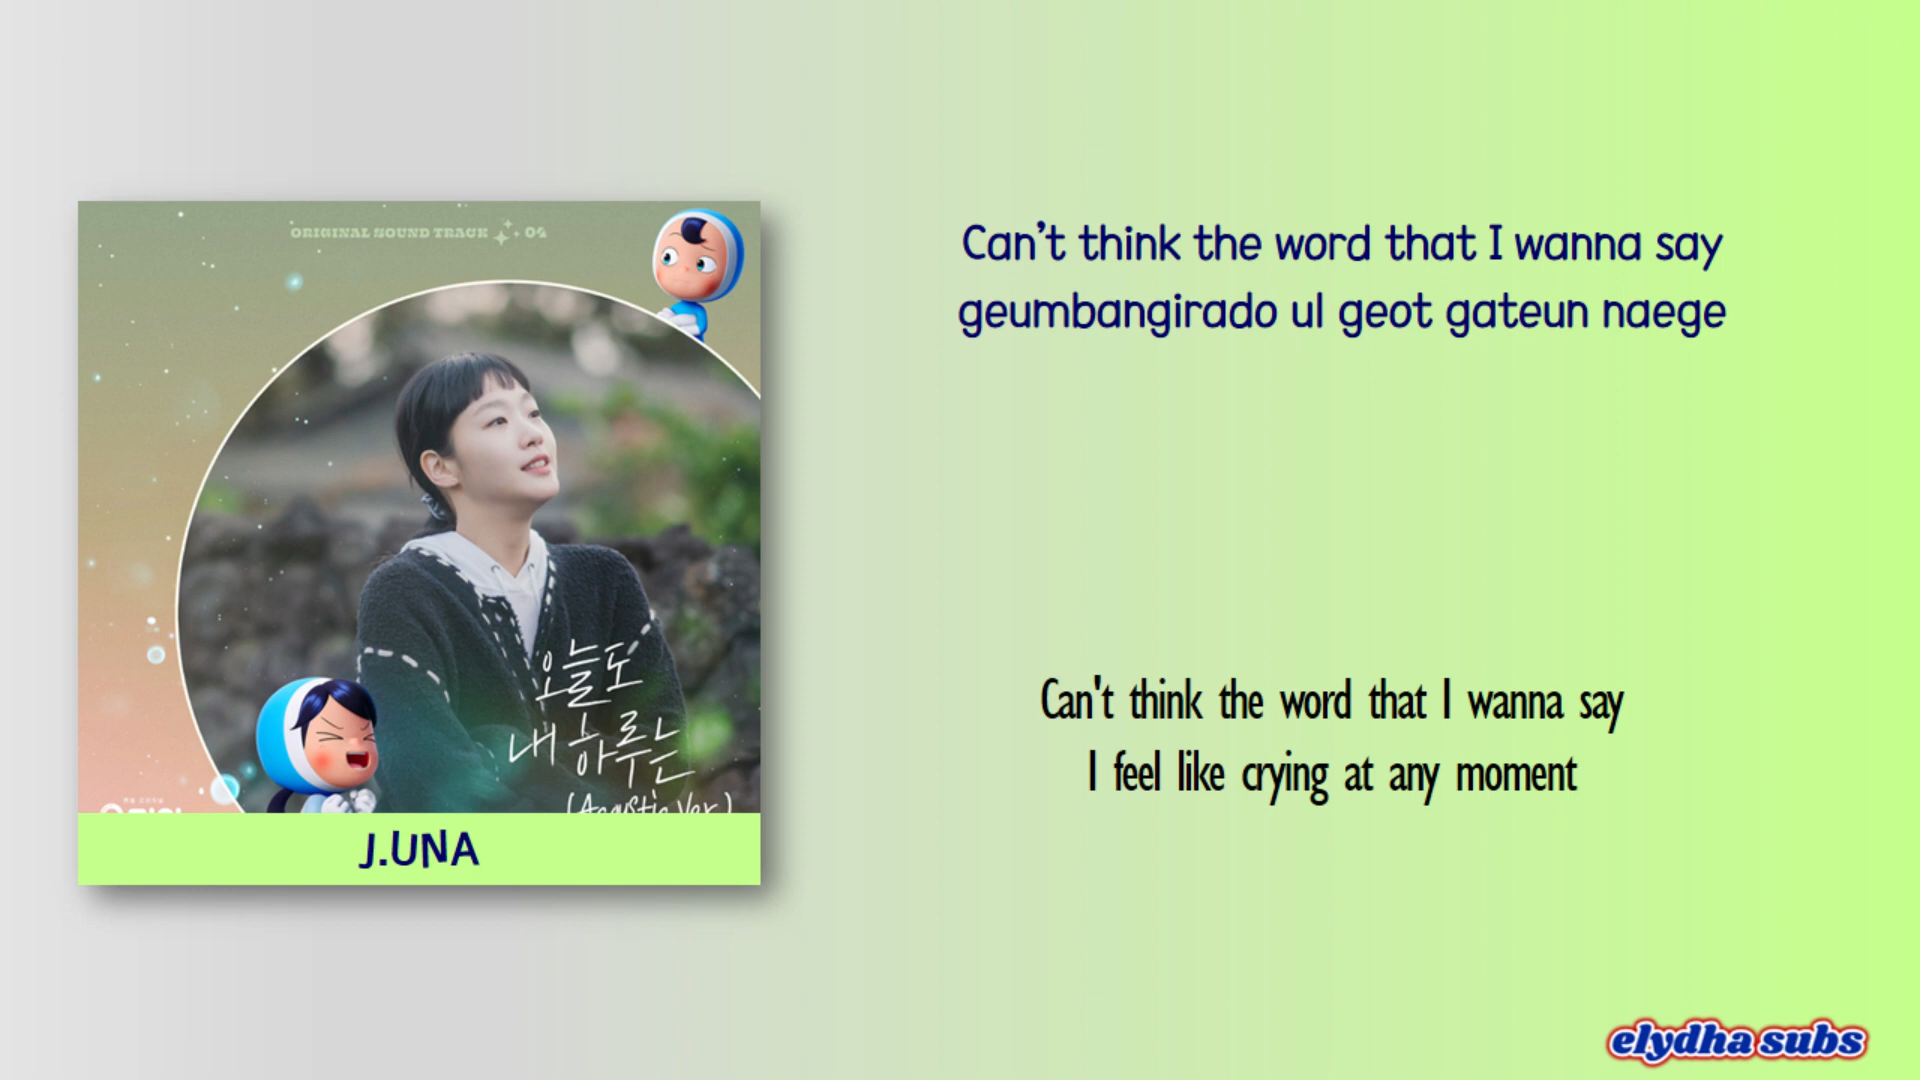 ORIGINAL SOUND TRACK 04
오늘도
내 하루는
(Acoustic Ver.)
J.UNA
Can't think the word that I wanna say
geumbangirado ul geot gateun naege
Can't think the word that I wanna say
I feel like crying at any moment
elydha subs